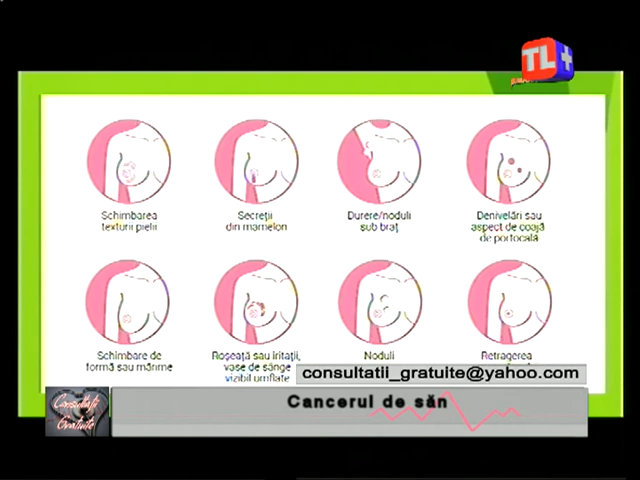 TL+
Schimbarea
texturii pielii
Secreții
din mamelon
Durere/noduli
sub braț
Denivelări sau
aspect de coajă
de portocală
Schimbare de
formă sau mărime
Roșeață sau iritații,
vase de sânge
vizibil umflate
Noduli
Retragerea
consultatii_gratuite@yahoo.com
Consultații
Gratuite
Cancerul de săn